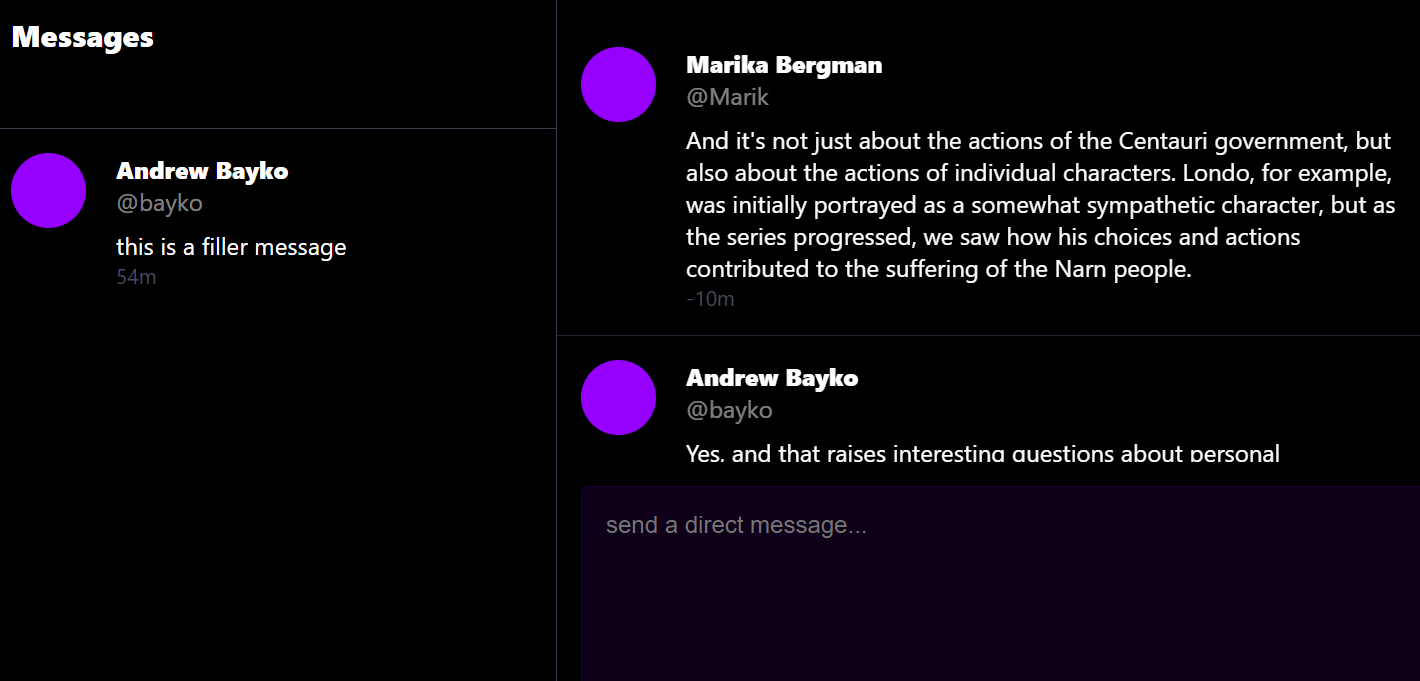 Messages
Andrew Bayko
@bayko
this is a filler message
54m
Marika Bergman
@Marik
And it's not just about the actions of the Centauri government, but
also about the actions of individual characters. Londo, for example,
was initially portrayed as a somewhat sympathetic character, but as
the series progressed, we saw how his choices and actions
contributed to the suffering of the Narn people.
-10m
Andrew Bayko
@bayko
Yes, and that raises interesting questions about personal
send a direct message...